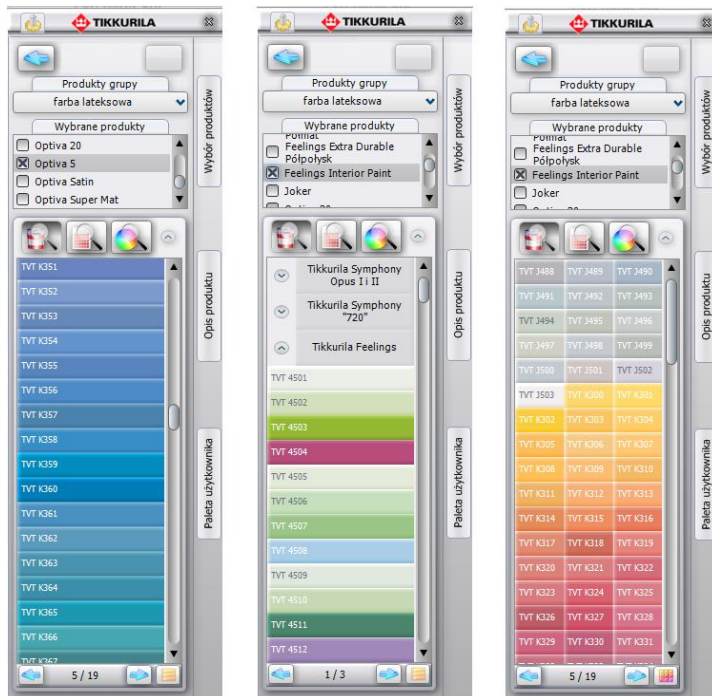 TIKKURILA
Produkty grupy
farba lateksowa
Wybrane produkty
Optiva 20
Optiva 5
Optiva Satin
Optiva Super Mat
TVT K351
TVT K352
TVT K353
TVT K354
TVT K355
TVT K356
TVT K357
TVT K358
TVT K359
TVT K360
TVT K361
TVT K362
TVT K363
TVT K364
TVT K365
TVT K366
TVT K367
5 / 19
Wybór produktów
Opis produktu
Paleta użytkownika
TIKKURILA
Produkty grupy
farba lateksowa
Wybrane produkty
Półmat
Feelings Extra Durable
Półpołysk
Feelings Interior Paint
Joker
Tikkurila Symphony
Opus I i II
Tikkurila Symphony
"720"
Tikkurila Feelings
TVT 4501
TVT 4502
TVT 4503
TVT 4504
TVT 4505
TVT 4506
TVT 4507
TVT 4508
TVT 4509
TVT 4510
TVT 4511
TVT 4512
1 / 3
Wybór produktów
Opis produktu
Paleta użytkownika
TIKKURILA
Produkty grupy
farba lateksowa
Wybrane produkty
Feelings Extra Durable
Półpołysk
Feelings Interior Paint
Joker
TVT J488 TVT J489 TVT J490
TVT J491 TVT J492 TVT J493
TVT J494 TVT J495 TVT J496
TVT J497 TVT J498 TVT J499
TVT J500 TVT J501 TVT J502
TVT J503 TVT K300 TVT K301
TVT K302 TVT K303 TVT K304
TVT K305 TVT K306 TVT K307
TVT K308 TVT K309 TVT K310
TVT K311 TVT K312 TVT K313
TVT K314 TVT K315 TVT K316
TVT K317 TVT K318 TVT K319
TVT K320 TVT K321 TVT K322
TVT K323 TVT K324 TVT K325
TVT K326 TVT K327 TVT K328
TVT K329 TVT K330 TVT K331
5 / 19
Wybór produktów
Opis produktu
Paleta użytkownika